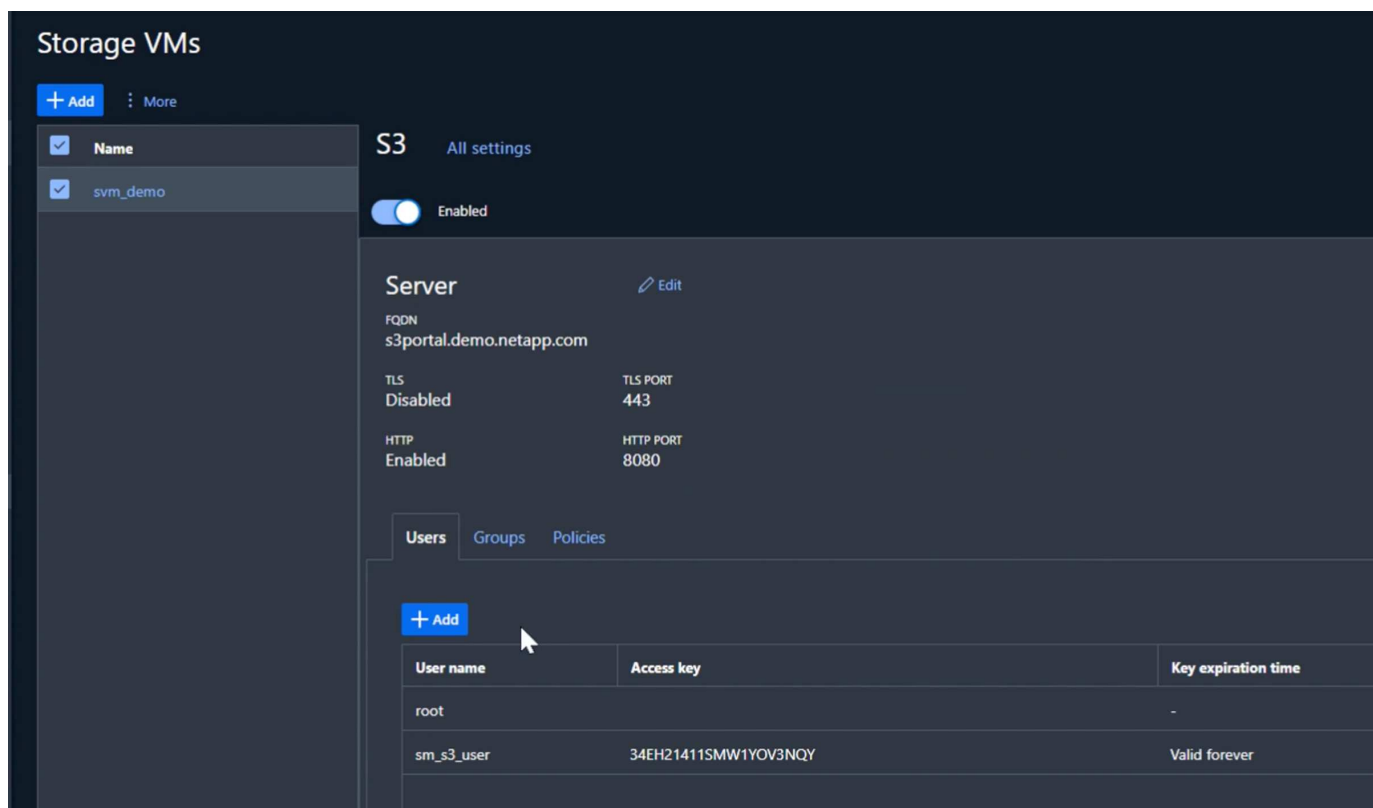 Storage VMs
+ Add
More
Name
svm_demo
S3
All settings
Enabled
Server
Edit
FQDN
s3portal.demo.netapp.com
TLS
TLS PORT
Disabled
443
HTTP
HTTP PORT
Enabled
8080
Users
Groups
Policies
+ Add
User name
Access key
Key expiration time
root
-
sm_s3_user
34EH21411SMW1YOV3NQY
Valid forever